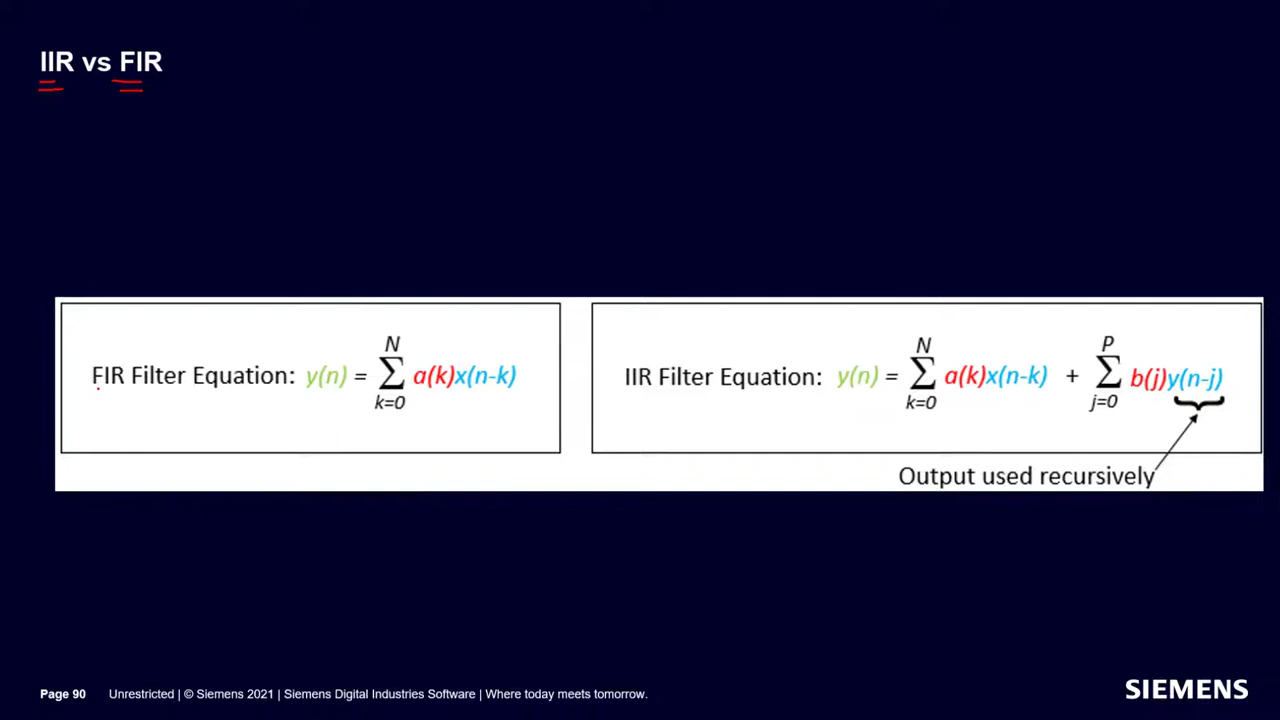 IIR vs FIR
FIR Filter Equation: y(n) = N Σ k=0 a(k)x(n-k)
IIR Filter Equation: y(n) = N Σ k=0 a(k)x(n-k) + P Σ j=0 b(j)y(n-j)
Output used recursively
Page 90 Unrestricted | © Siemens 2021 | Siemens Digital Industries Software | Where today meets tomorrow.
SIEMENS